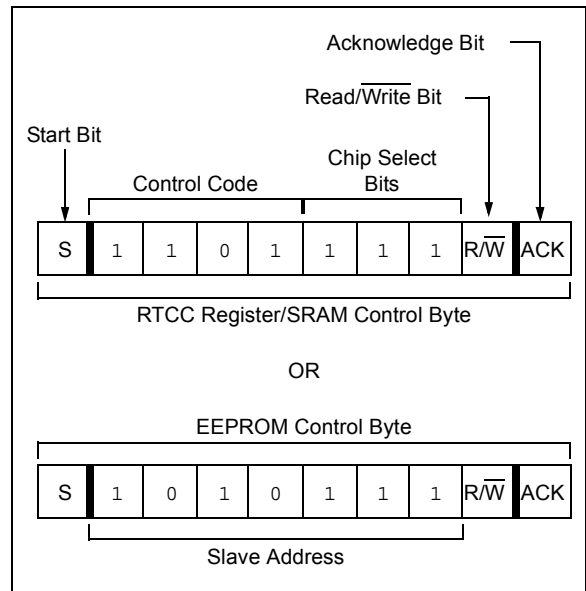 Acknowledge Bit
Read/Write Bit
Start Bit
Chip Select
Control Code Bits
S 1 1 0 1 1 1 1 R/W ACK
RTCC Register/SRAM Control Byte
OR
EEPROM Control Byte
S 1 0 1 0 1 1 1 R/W ACK
Slave Address